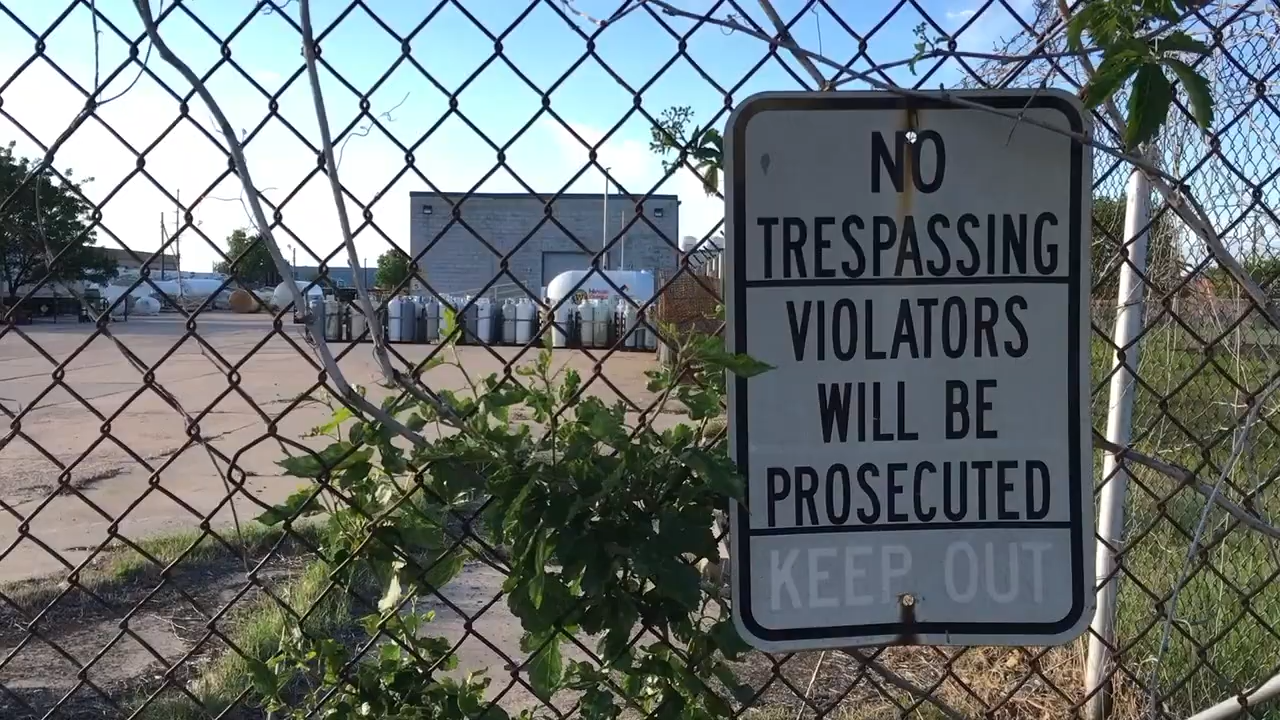 NO
TRESPASSING
VIOLATORS
WILL BE
PROSECUTED
KEEP OUT